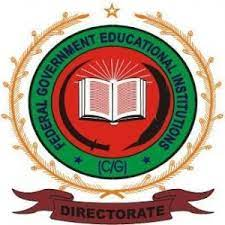 FEDERAL GOVERNMENT EDUCATIONAL INSTITUTIONS
(C/G)
DIRECTORATE